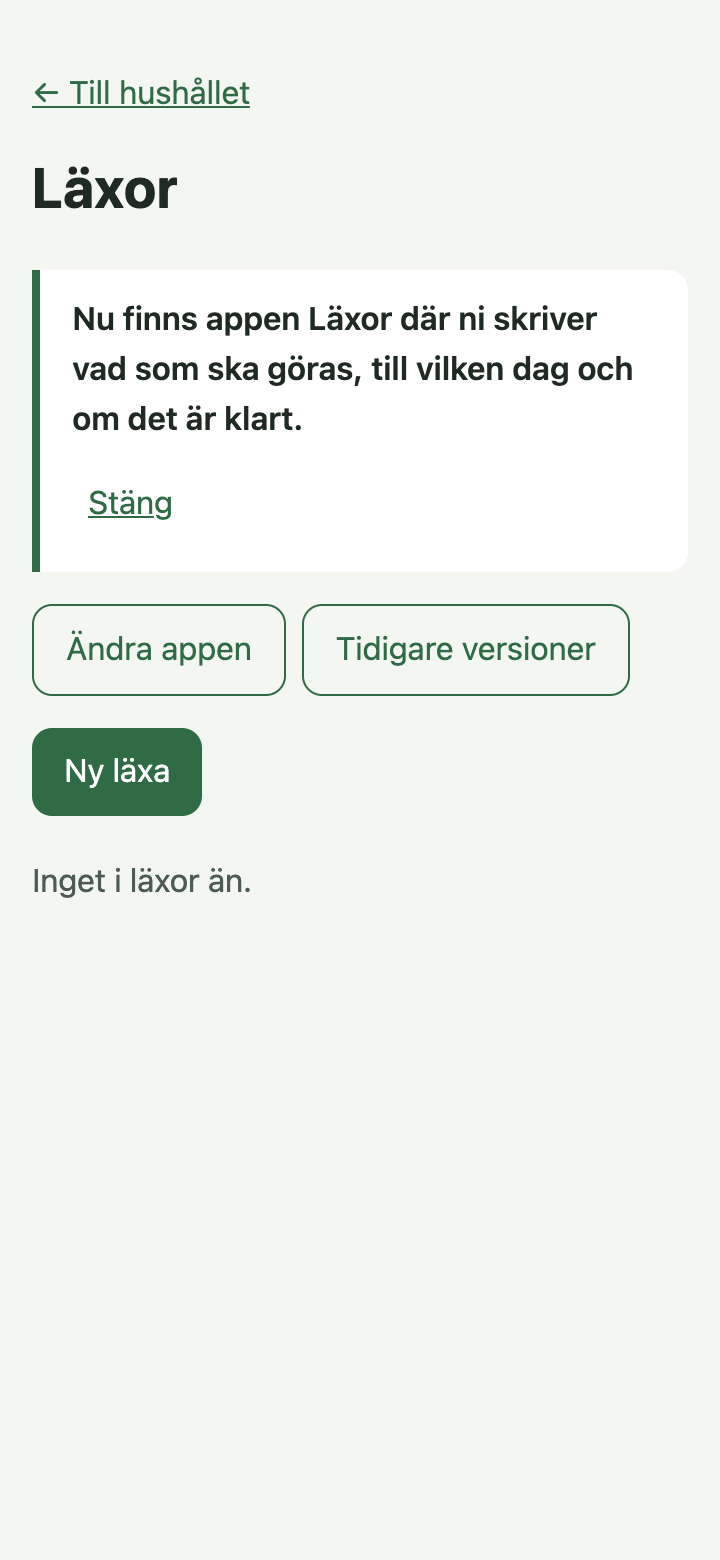 ← Till hushållet
Läxor
Nu finns appen Läxor där ni skriver
vad som ska göras, till vilken dag och
om det är klart.
Stäng
Ändra appen
Tidigare versioner
Ny läxa
Inget i läxor än.